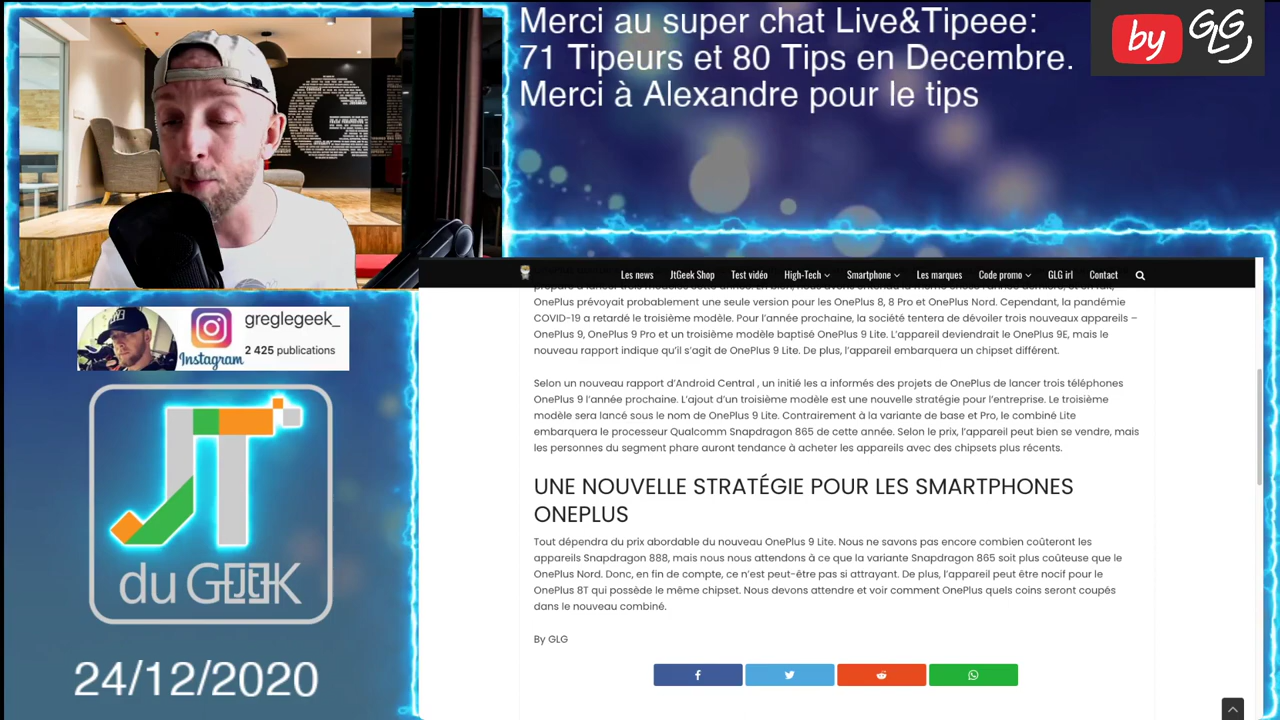 Merci au super chat Live&Tipeee:
71 Tipeurs et 80 Tips en Decembre.
Merci à Alexandre pour le tips
by GLG
Les news JtGeek Shop Test vidéo High-Tech Smartphone Les marques Code promo GLG irl Contact
OnePlus prévoyait probablement une seule version pour les OnePlus 8, 8 Pro et OnePlus Nord. Cependant, la pandémie
COVID-19 a retardé le troisième modèle. Pour l'année prochaine, la société tentera de dévoiler trois nouveaux appareils –
OnePlus 9, OnePlus 9 Pro et un troisième modèle baptisé OnePlus 9 Lite. L'appareil deviendrait le OnePlus 9E, mais le
nouveau rapport indique qu'il s'agit de OnePlus 9 Lite. De plus, l'appareil embarquera un chipset différent.
Selon un nouveau rapport d'Android Central , un initié les a informés des projets de OnePlus de lancer trois téléphones
OnePlus 9 l'année prochaine. L'ajout d'un troisième modèle est une nouvelle stratégie pour l'entreprise. Le troisième
modèle sera lancé sous le nom de OnePlus 9 Lite. Contrairement à la variante de base et Pro, le combiné Lite
embarquera le processeur Qualcomm Snapdragon 865 de cette année. Selon le prix, l'appareil peut bien se vendre, mais
les personnes du segment phare auront tendance à acheter les appareils avec des chipsets plus récents.
UNE NOUVELLE STRATÉGIE POUR LES SMARTPHONES
ONEPLUS
Tout dépendra du prix abordable du nouveau OnePlus 9 Lite. Nous ne savons pas encore combien coûteront les
appareils Snapdragon 888, mais nous nous attendons à ce que la variante Snapdragon 865 soit plus coûteuse que le
OnePlus Nord. Donc, en fin de compte, ce n'est peut-être pas si attrayant. De plus, l'appareil peut être nocif pour le
OnePlus 8T qui possède le même chipset. Nous devons attendre et voir comment OnePlus quels coins seront coupés
dans le nouveau combiné.
By GLG
greglegeek_
Instagram
2 425 publications
JT
du GEEK
24/12/2020